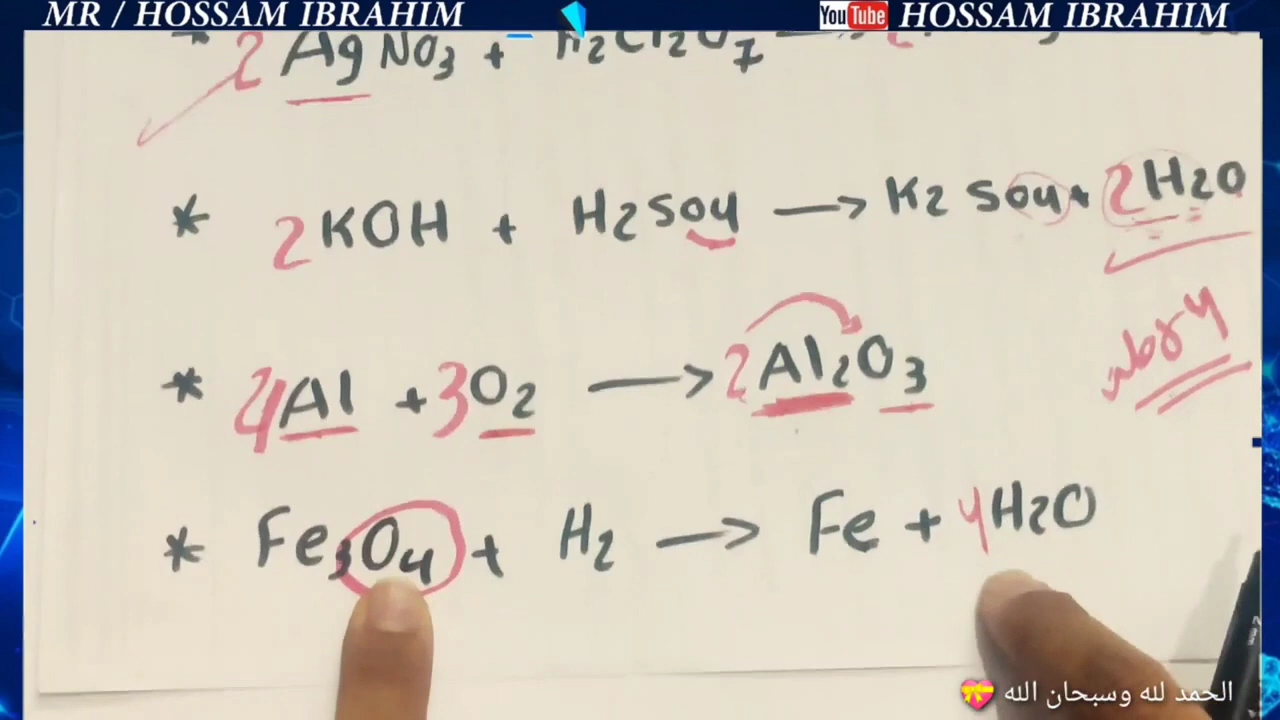 MR / HOSSAM IBRAHIM
YouTube HOSSAM IBRAHIM
2 AgNO3 +
* 2KOH + H2SO4 → K2SO4 + 2H2O
* 4Al + 3O2 → 2Al2O3
* Fe3O4 + H2 → Fe + 4H2O
الحمد لله وسبحان الله 💝